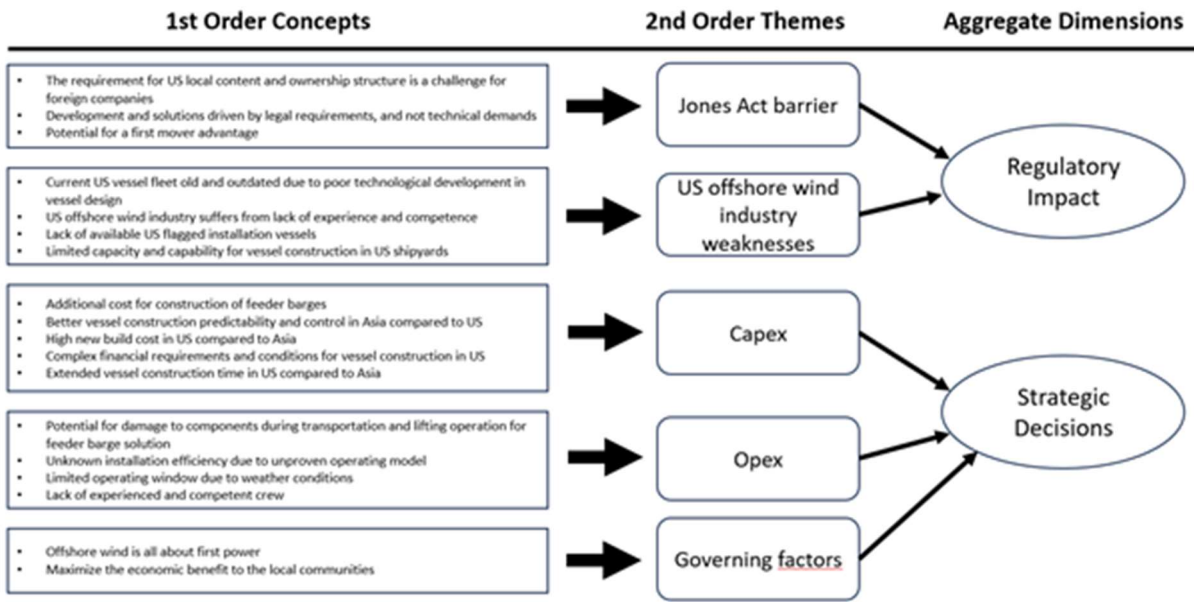 1st Order Concepts
2nd Order Themes
Aggregate Dimensions
• The requirement for US local content and ownership structure is a challenge for
foreign companies
• Development and solutions driven by legal requirements, and not technical demands
• Potential for a first mover advantage
Jones Act barrier
• Current US vessel fleet old and outdated due to poor technological development in
vessel design
• US offshore wind industry suffers from lack of experience and competence
• Lack of available US flagged installation vessels
• Limited capacity and capability for vessel construction in US shipyards
US offshore wind
industry
weaknesses
Regulatory
Impact
• Additional cost for construction of feeder barges
• Better vessel construction predictability and control in Asia compared to US
• High new build cost in US compared to Asia
• Complex financial requirements and conditions for vessel construction in US
• Extended vessel construction time in US compared to Asia
Capex
• Potential for damage to components during transportation and lifting operation for
feeder barge solution
• Unknown installation efficiency due to unproven operating model
• Limited operating window due to weather conditions
• Lack of experienced and competent crew
Opex
• Offshore wind is all about first power
• Maximize the economic benefit to the local communities
Governing factors
Strategic
Decisions